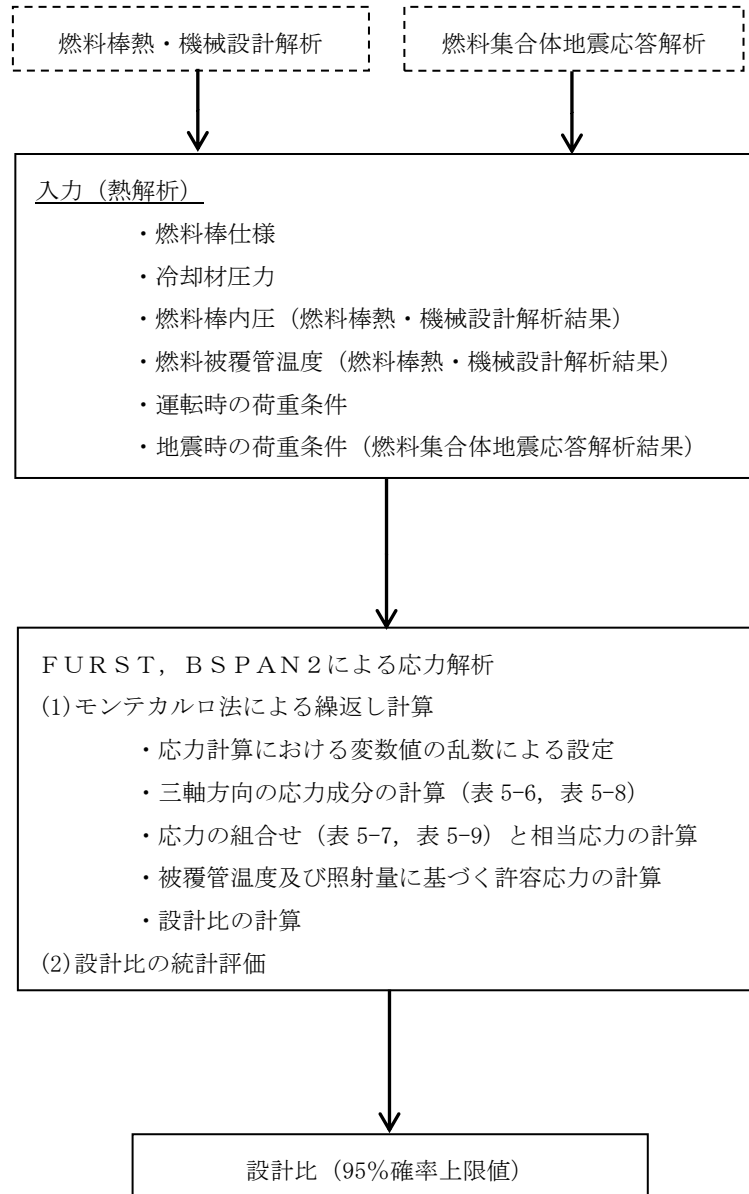 燃料棒熱・機械設計解析
燃料集合体地震応答解析
入力（熱解析）
・燃料棒仕様
・冷却材圧力
・燃料棒内圧（燃料棒熱・機械設計解析結果）
・燃料被覆管温度（燃料棒熱・機械設計解析結果）
・運転時の荷重条件
・地震時の荷重条件（燃料集合体地震応答解析結果）
ＦＵＲＳＴ，ＢＳＰＡＮ２による応力解析
(1)モンテカルロ法による繰返し計算
・応力計算における変数値の乱数による設定
・三軸方向の応力成分の計算（表 5-6，表 5-8）
・応力の組合せ（表 5-7，表 5-9）と相当応力の計算
・被覆管温度及び照射量に基づく許容応力の計算
・設計比の計算
(2)設計比の統計評価
設計比（95％確率上限値）